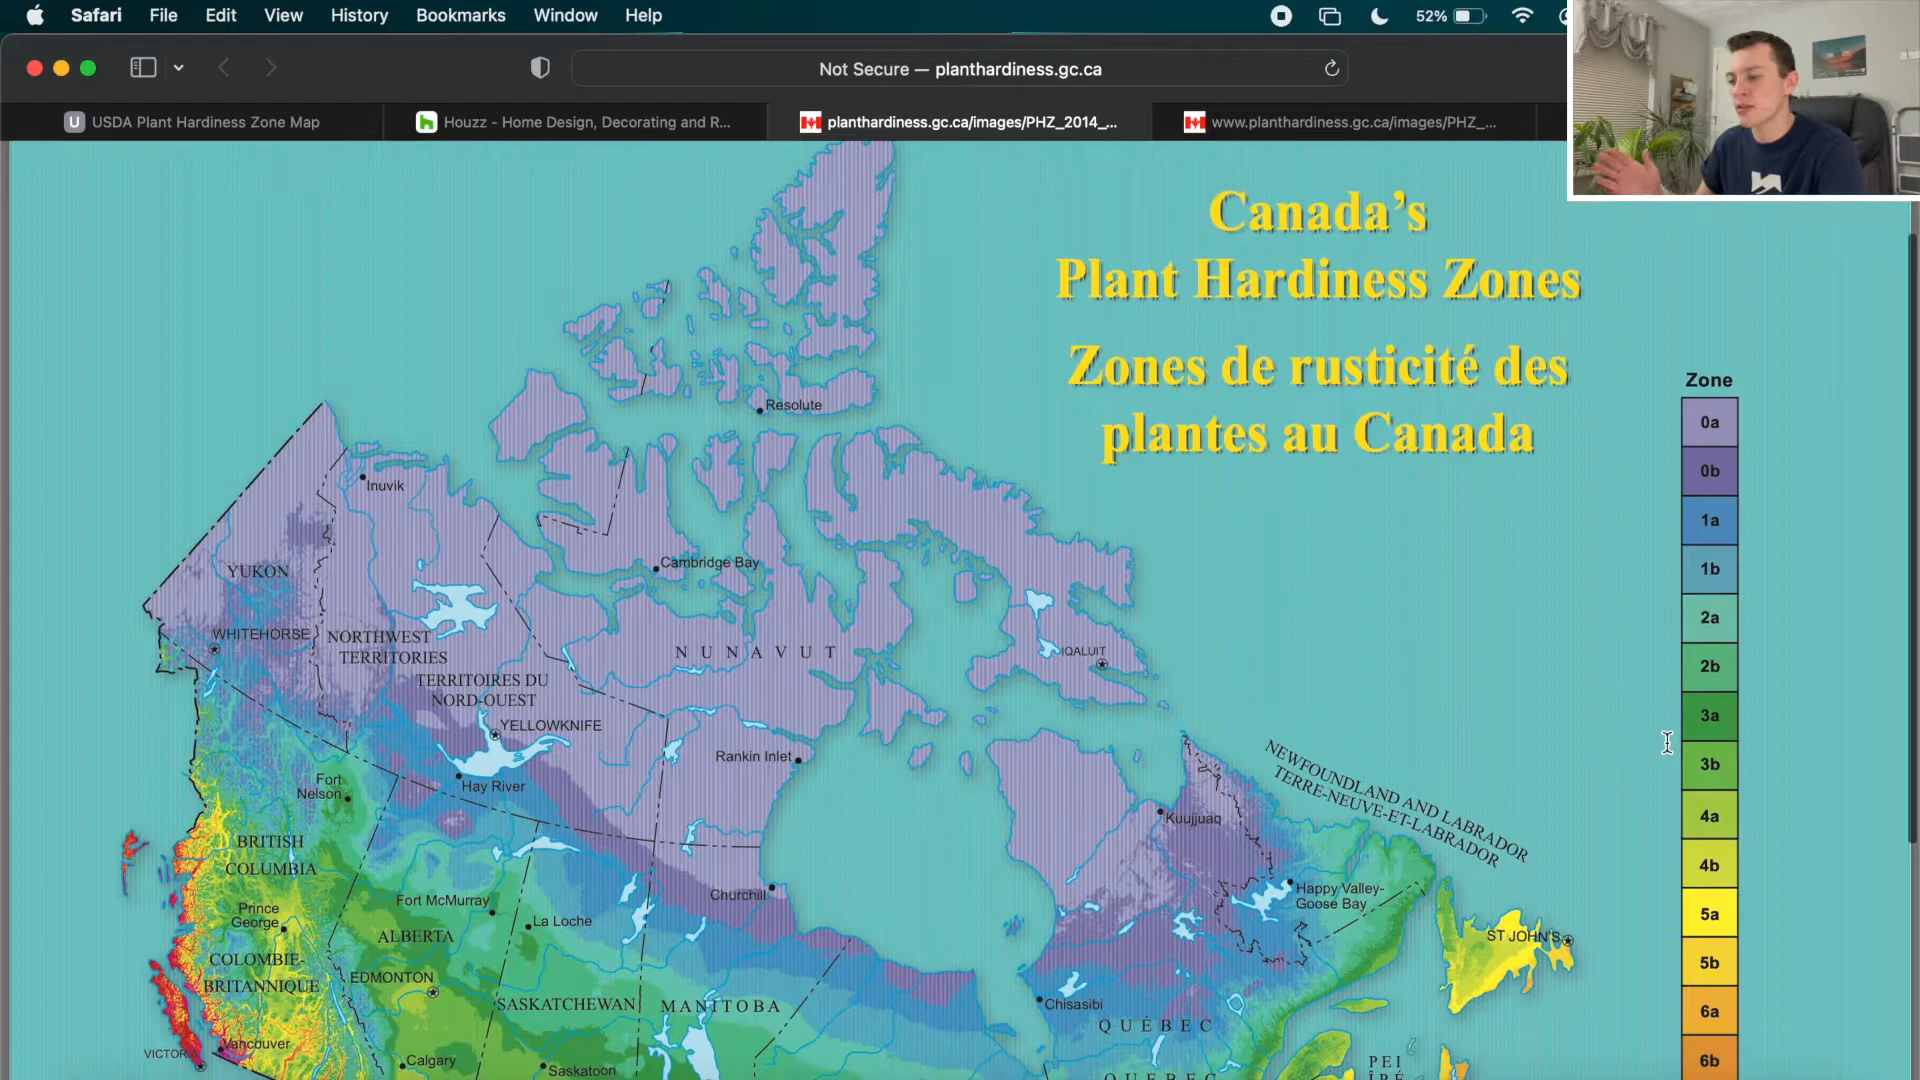 Safari File Edit View History Bookmarks Window Help 52%
Not Secure — planthardiness.gc.ca
U USDA Plant Hardiness Zone Map
Houzz - Home Design, Decorating and R...
planthardiness.gc.ca/images/PHZ_2014_...
www.planthardiness.gc.ca/images/PHZ_...
Canada's
Plant Hardiness Zones
Zones de rusticité des
plantes au Canada
Zone
0a
0b
1a
1b
2a
2b
3a
3b
4a
4b
5a
5b
6a
6b
Resolute
Inuvik
Cambridge Bay
YUKON
WHITEHORSE
NORTHWEST
TERRITORIES
TERRITOIRES DU
NORD-OUEST
NUNAVUT
IQALUIT
YELLOWKNIFE
Rankin Inlet
Hay River
Fort
Nelson
Kuujjuaq
NEWFOUNDLAND AND LABRADOR
TERRE-NEUVE-ET-LABRADOR
BRITISH
COLUMBIA
Churchill
Happy Valley-
Goose Bay
Prince
George
Fort McMurray
La Loche
ALBERTA
ST JOHN'S
COLOMBIE-
BRITANNIQUE
EDMONTON
SASKATCHEWAN
MANITOBA
Chisasibi
QUÉBEC
VICTORIA
Vancouver
Calgary
Saskatoon
PEI
QUEBEC